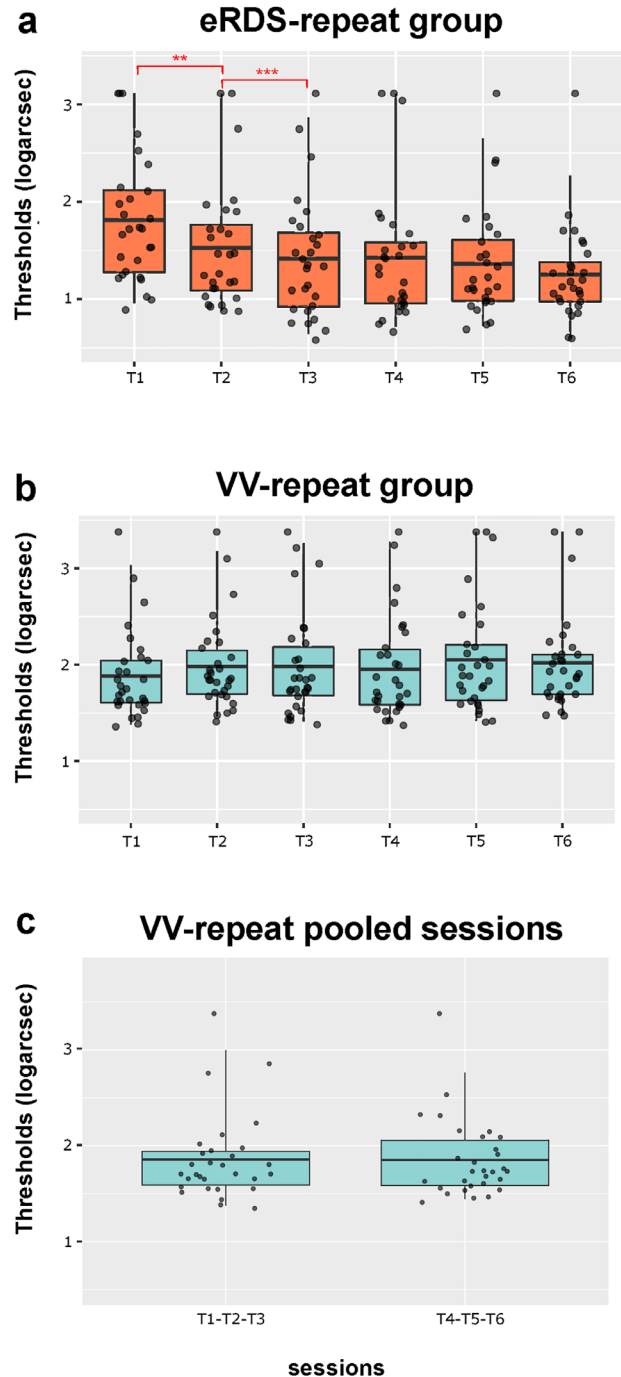 a
eRDS-repeat group
Thresholds (logarcsec)
**
***
3
2
1
T1 T2 T3 T4 T5 T6
b
VV-repeat group
Thresholds (logarcsec)
3
2
1
T1 T2 T3 T4 T5 T6
c
VV-repeat pooled sessions
Thresholds (logarcsec)
3
2
1
T1-T2-T3 T4-T5-T6
sessions